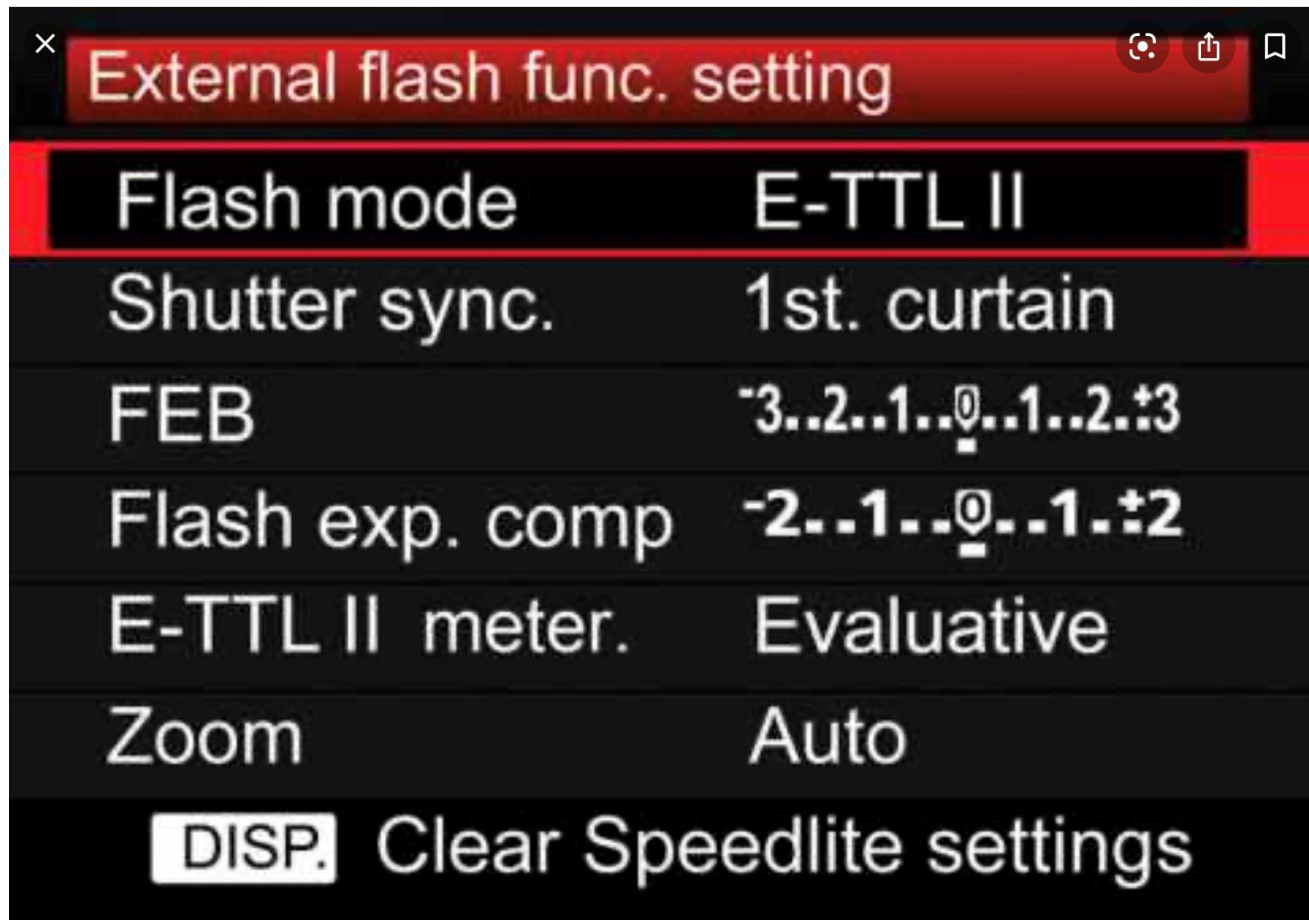 External flash func. setting
Flash mode E-TTL II
Shutter sync. 1st. curtain
FEB -3..2..1..0..1..2.:+3
Flash exp. comp -2..1..0..1.:+2
E-TTL II meter. Evaluative
Zoom Auto
DISP. Clear Speedlite settings